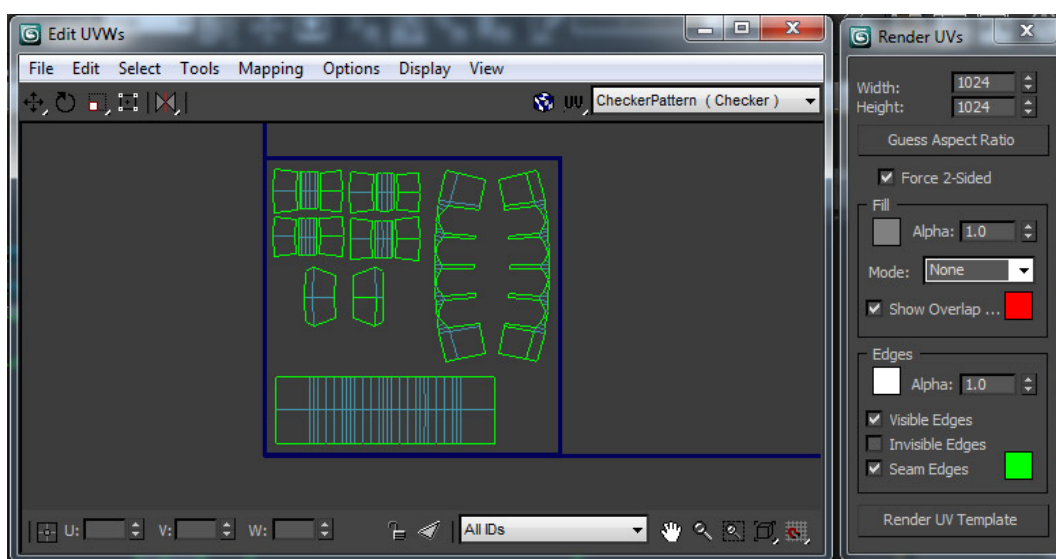 Edit UVWs
File Edit Select Tools Mapping Options Display View
UV CheckerPattern ( Checker )
U: V: W: All IDs
Render UVs
Width: 1024
Height: 1024
Guess Aspect Ratio
Force 2-Sided
Fill
Alpha: 1.0
Mode: None
Show Overlap ...
Edges
Alpha: 1.0
Visible Edges
Invisible Edges
Seam Edges
Render UV Template